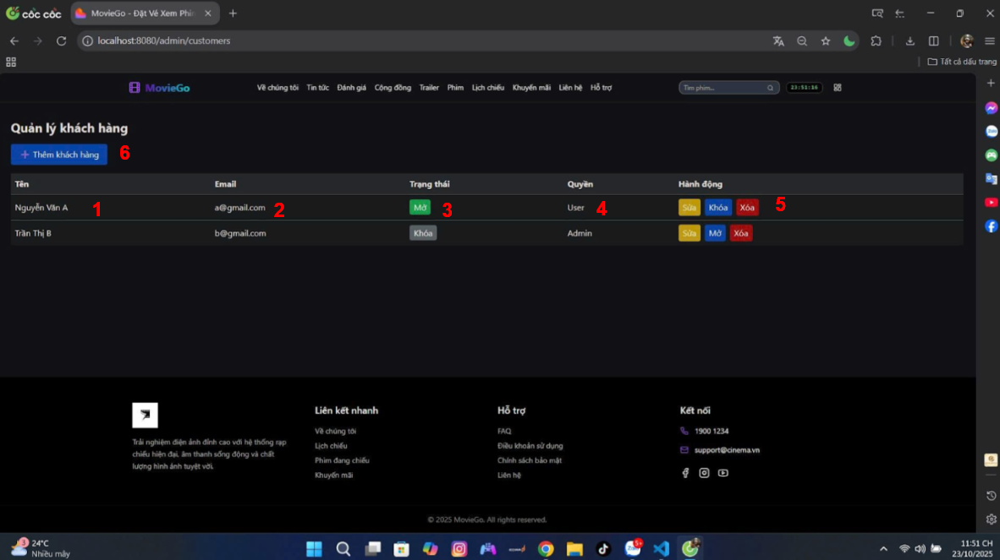 cốc cốc
MovieGo - Đặt Vé Xem Phi
localhost:8080/admin/customers
Tất cả dấu trang
MovieGo
Về chúng tôi Tin tức Đánh giá Cộng đồng Trailer Phim Lịch chiếu Khuyến mãi Liên hệ Hỗ trợ
Tìm phim...
23:51:16
Quản lý khách hàng
+ Thêm khách hàng 6
Tên Email Trạng thái Quyền Hành động
Nguyễn Văn A 1 a@gmail.com 2 Mở 3 User 4 Sửa Khóa Xóa 5
Trần Thị B b@gmail.com Khóa Admin Sửa Mở Xóa
Trải nghiệm điện ảnh đỉnh cao với hệ thống rạp
chiếu hiện đại, âm thanh sống động và chất
lượng hình ảnh tuyệt vời.
Liên kết nhanh
Về chúng tôi
Lịch chiếu
Phim đang chiếu
Khuyến mãi
Hỗ trợ
FAQ
Điều khoản sử dụng
Chính sách bảo mật
Liên hệ
Kết nối
1900 1234
support@cinema.vn
© 2025 MovieGo. All rights reserved.
24°C
Nhiều mây
11:51 CH
23/10/2025